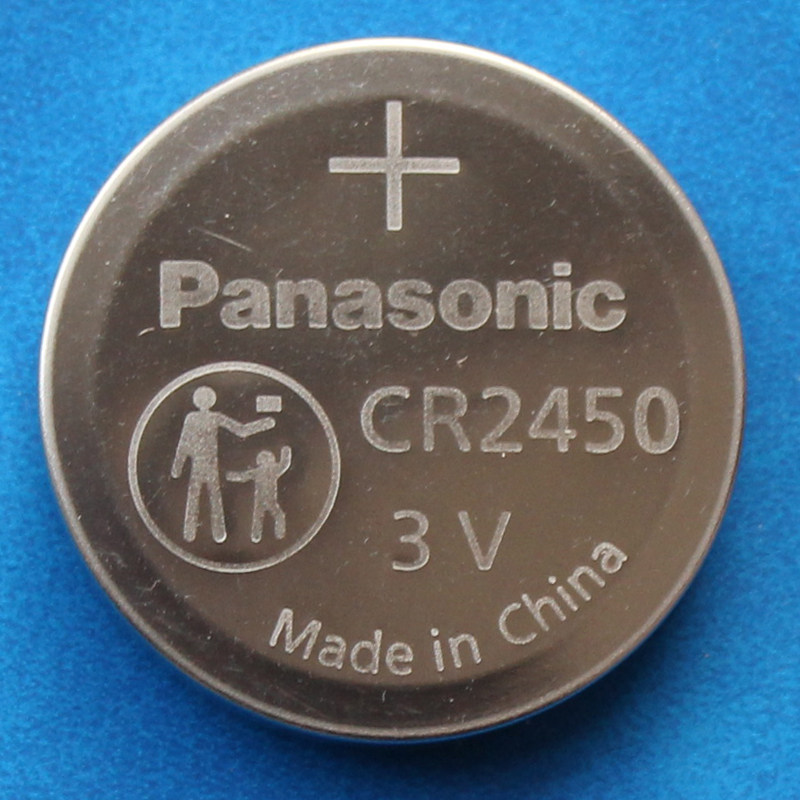 +
Panasonic
CR2450
3 V
Made in China